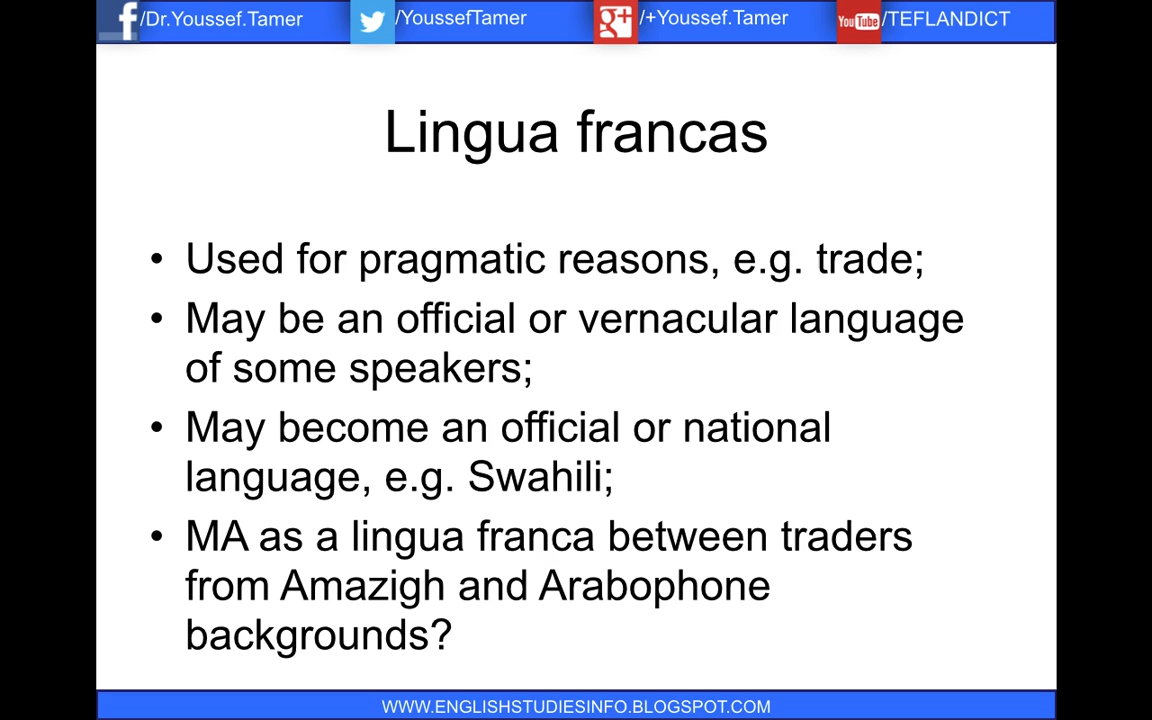 /Dr.Youssef.Tamer /YoussefTamer /+Youssef.Tamer You Tube /TEFLANDICT
Lingua francas
• Used for pragmatic reasons, e.g. trade;
• May be an official or vernacular language
of some speakers;
• May become an official or national
language, e.g. Swahili;
• MA as a lingua franca between traders
from Amazigh and Arabophone
backgrounds?
WWW.ENGLISHSTUDIESINFO.BLOGSPOT.COM